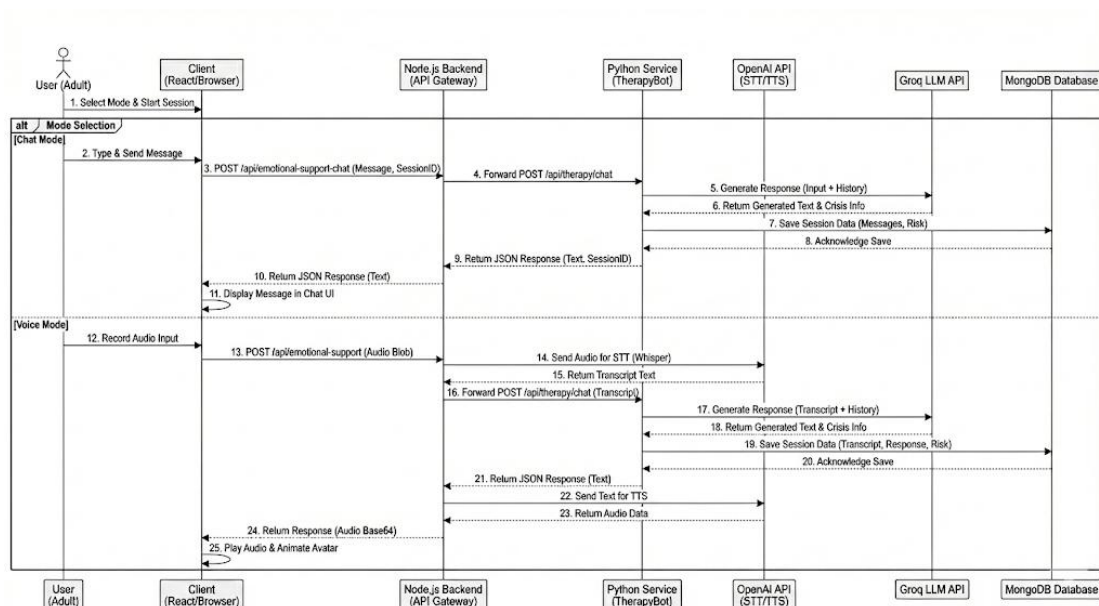 User (Adult)
Client
(React/Browser)
Node.js Backend
(API Gateway)
Python Service
(TherapyBot)
OpenAI API
(STT/TTS)
Groq LLM API
MongoDB Database
1. Select Mode & Start Session
alt Mode Selection
[Chat Mode]
2. Type & Send Message
3. POST /api/emotional-support-chat (Message, SessionID)
4. Forward POST /api/therapy/chat
5. Generate Response (Input + History)
6. Return Generated Text & Crisis Info
7. Save Session Data (Messages, Risk)
8. Acknowledge Save
9. Return JSON Response (Text, SessionID)
10. Return JSON Response (Text)
11. Display Message in Chat UI
[Voice Mode]
12. Record Audio Input
13. POST /api/emotional-support (Audio Blob)
14. Send Audio for STT (Whisper)
15. Return Transcript Text
16. Forward POST /api/therapy/chat (Transcript)
17. Generate Response (Transcript + History)
18. Return Generated Text & Crisis Info
19. Save Session Data (Transcript, Response, Risk)
20. Acknowledge Save
21. Return JSON Response (Text)
22. Send Text for TTS
23. Return Audio Data
24. Return Response (Audio Base64)
25. Play Audio & Animate Avatar
User
(Adult)
Client
(React/Browser)
Node.js Backend
(API Gateway)
Python Service
(TherapyBot)
OpenAI API
(STT/TTS)
Groq LLM API
MongoDB Database